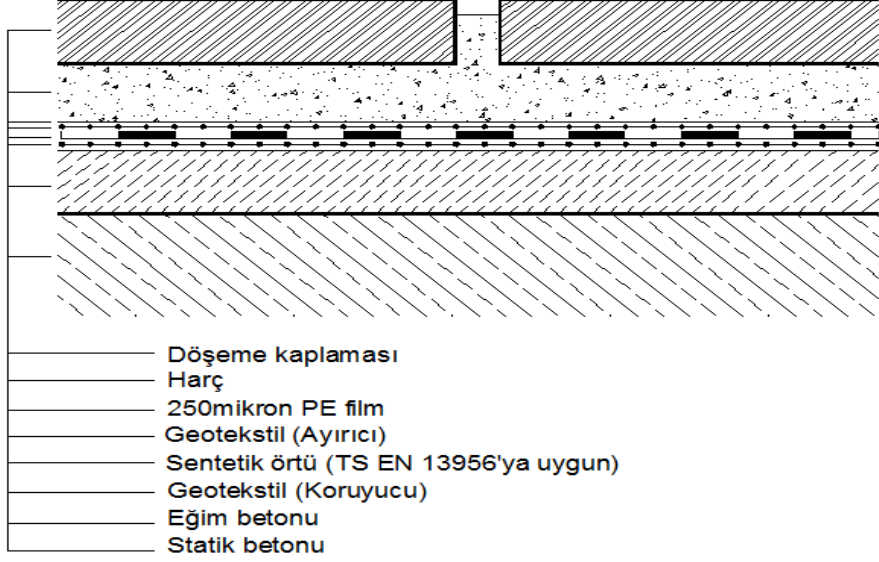 Döşeme kaplaması
Harç
250mikron PE film
Geotekstil (Ayırıcı)
Sentetik örtü (TS EN 13956'ya uygun)
Geotekstil (Koruyucu)
Eğim betonu
Statik betonu